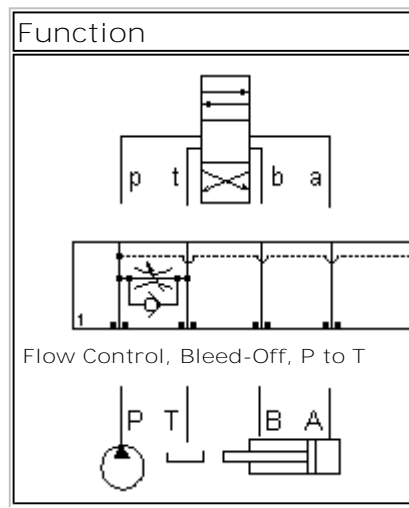 Function
p t b a
1
Flow Control, Bleed-Off, P to T
P T B A